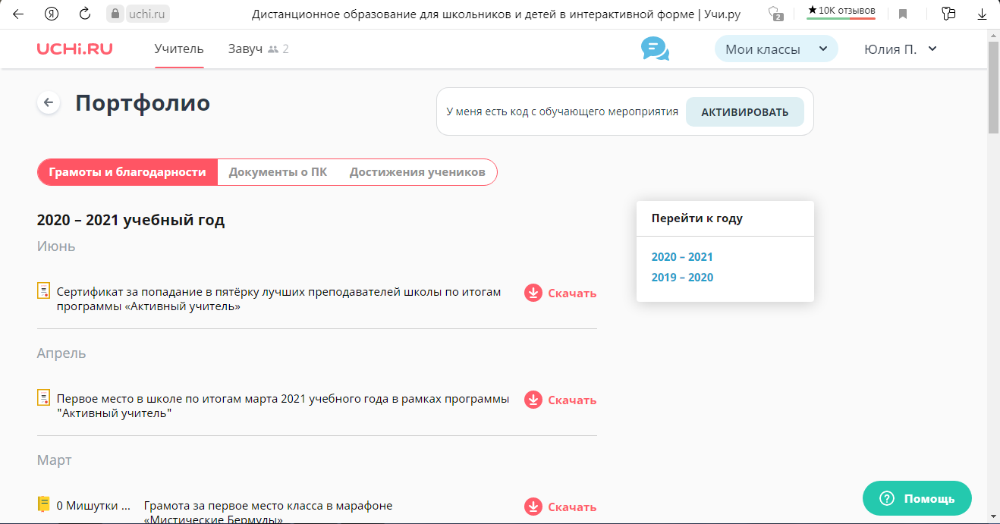 uchi.ru
Дистанционное образование для школьников и детей в интерактивной форме | Учи.ру
2
★10K отзывов
UCHi.RU
Учитель
Завуч 2
Мои классы
Юлия П.
Портфолио
У меня есть код с обучающего мероприятия
АКТИВИРОВАТЬ
Грамоты и благодарности
Документы о ПК
Достижения учеников
2020 – 2021 учебный год
Июнь
Сертификат за попадание в пятёрку лучших преподавателей школы по итогам
программы «Активный учитель»
Скачать
Перейти к году
2020 – 2021
2019 – 2020
Апрель
Первое место в школе по итогам марта 2021 учебного года в рамках программы
"Активный учитель"
Скачать
Март
0 Мишутки ...
Грамота за первое место класса в марафоне
«Мистические Бермуды»
Скачать
Помощь